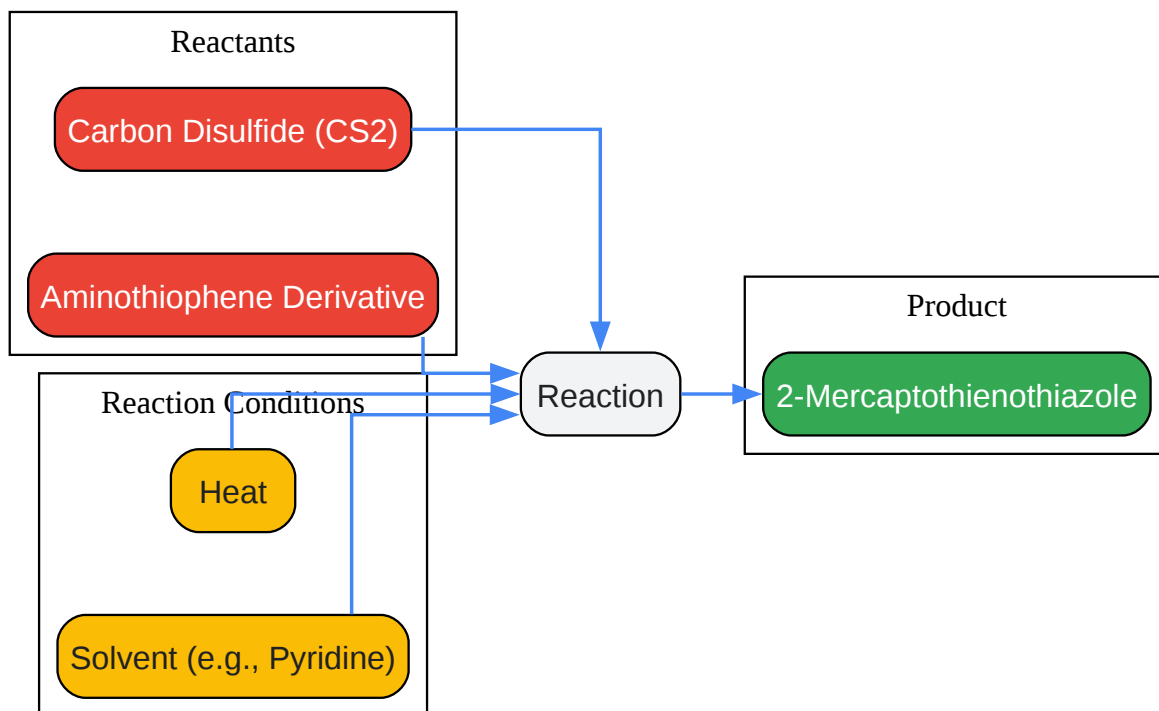 Reactants
Carbon Disulfide (CS2)
Aminothiophene Derivative
Reaction Conditions
Heat
Solvent (e.g., Pyridine)
Reaction
Product
2-Mercaptothienothiazole